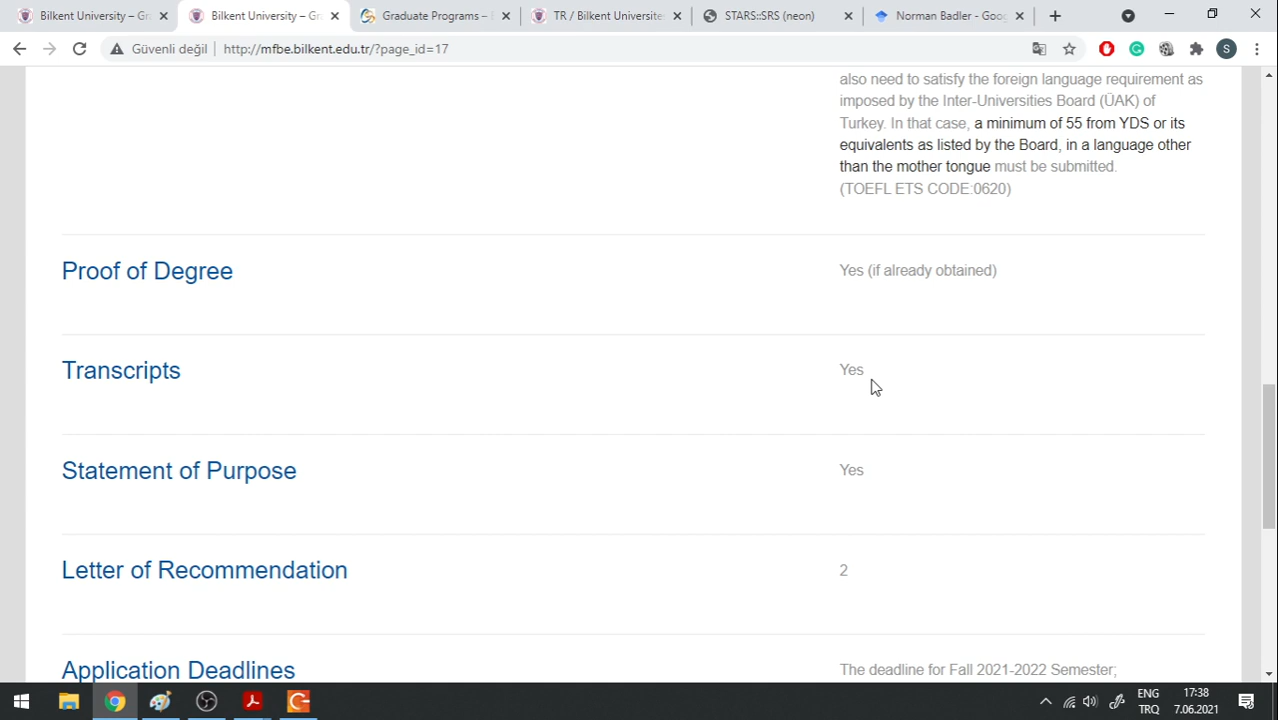 Bilkent University – Gra
Bilkent University – Gra
Graduate Programs – B
TR / Bilkent Üniversites
STARS::SRS (neon)
Norman Badler - Goog
Güvenli değil
http://mfbe.bilkent.edu.tr/?page_id=17
S
also need to satisfy the foreign language requirement as
imposed by the Inter-Universities Board (ÜAK) of
Turkey. In that case, a minimum of 55 from YDS or its
equivalents as listed by the Board, in a language other
than the mother tongue must be submitted.
(TOEFL ETS CODE:0620)
Proof of Degree
Yes (if already obtained)
Transcripts
Yes
Statement of Purpose
Yes
Letter of Recommendation
2
Application Deadlines
The deadline for Fall 2021-2022 Semester;
ENG
TRQ
17:38
7.06.2021